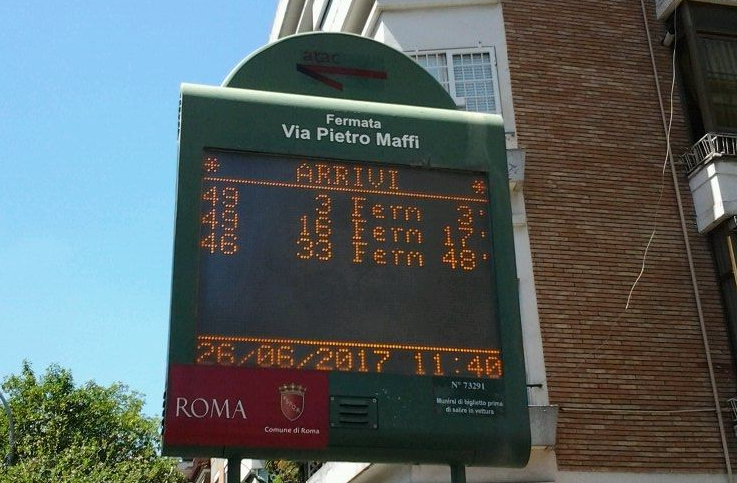 atac
Fermata
Via Pietro Maffi
* ARRIVI *
49 3 Ferm 3'
49 16 Ferm 17'
46 33 Ferm 48'
26/06/2017 11:40
N° 73291
Munirsi di biglietto prima
di salire in vettura
ROMA
Comune di Roma